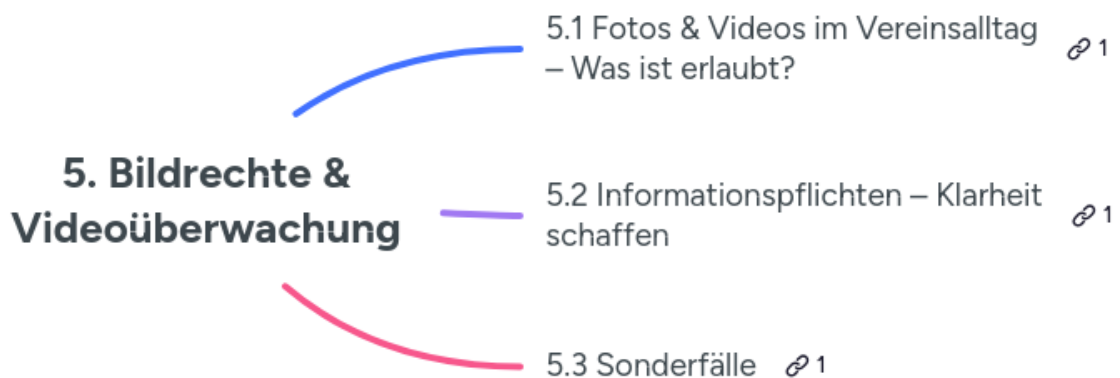 5. Bildrechte &
Videoüberwachung
5.1 Fotos & Videos im Vereinsalltag
– Was ist erlaubt?
1
5.2 Informationspflichten – Klarheit
schaffen
1
5.3 Sonderfälle
1